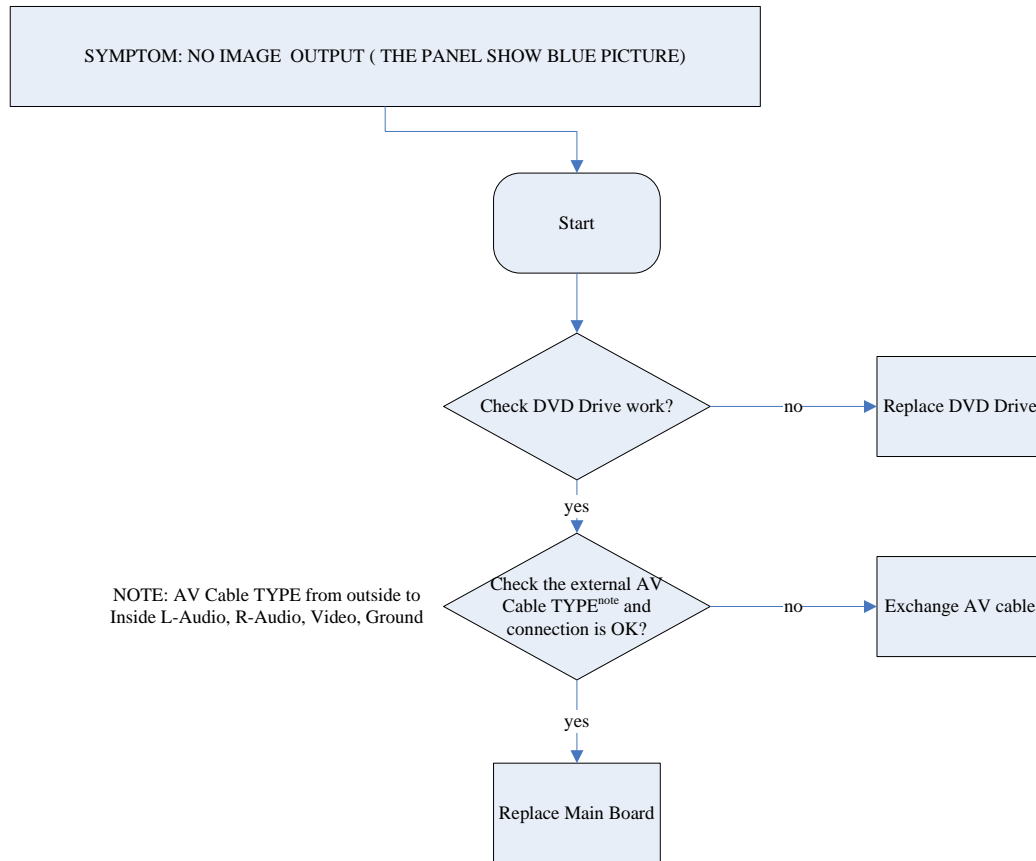 SYMPTOM: NO IMAGE  OUTPUT ( THE PANEL SHOW BLUE PICTURE)
Start
Check DVD Drive work?
no
Replace DVD Drive
yes
NOTE: AV Cable TYPE from outside to
Inside L-Audio, R-Audio, Video, Ground
Check the external AV
Cable TYPEnote and
connection is OK?
no
Exchange AV cable
yes
Replace Main Board